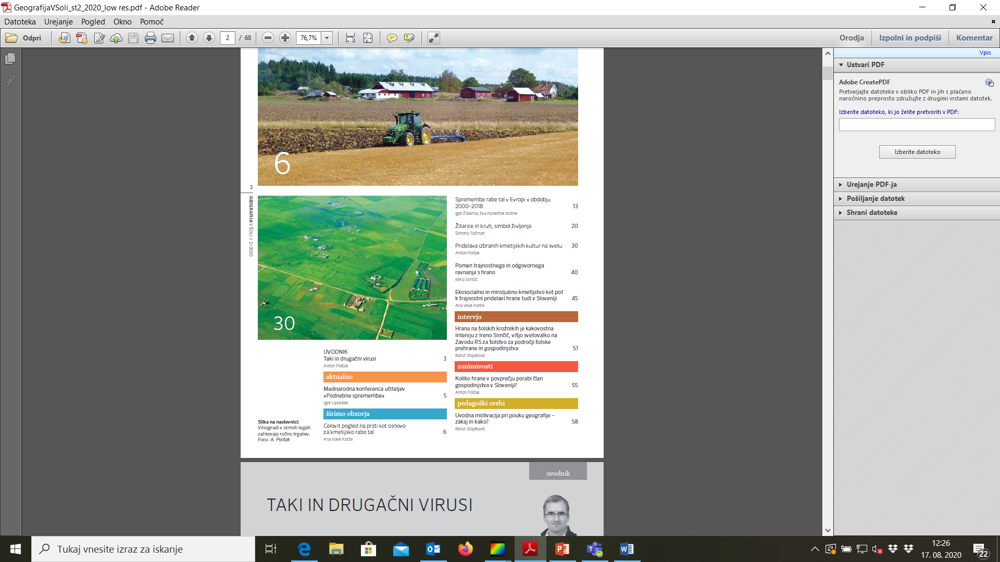 GeografijaVSoli_st2_2020_low res.pdf - Adobe Reader
Datoteka Urejanje Pogled Okno Pomoč
Odpri
2 / 68
76,7%
Orodja Izpolni in podpiši Komentar
Vpis
Ustvari PDF
Adobe CreatePDF
Pretvarjajte datoteke v obliko PDF in jih s plačano
naročnino preprosto združujte z drugimi vrstami datotek.
Izberite datoteko, ki jo želite pretvoriti v PDF:
Izberite datoteko
Urejanje PDF-ja
Pošiljanje datotek
Shrani datoteke
6
2
GEOGRAFIJA V ŠOLI | 2/2020
30
UVODNIK
Taki in drugačni virusi 3
Anton Polšak
aktualno
Mednarodna konferenca učiteljev
»Podnebne spremembe« 5
Igor Lipovšek
širimo obzorja
Celovit pogled na prsti kot osnovo
za kmetijsko rabo tal 6
Ana Vovk Korže
Slika na naslovnici:
Vinogradi v strmih legah
zahtevajo ročno trgatev.
Foto: A. Polšak
Spremembe rabe tal v Evropi v obdobju
2000–2018 13
Igor Žiberna, Eva Konečnik Kotnik
Žitarice in kruh, simbol življenja 20
Simona Tučman
Pridelava izbranih kmetijskih kultur na svetu 30
Anton Polšak
Pomen trajnostnega in odgovornega
ravnanja s hrano 40
Irena Simčič
Ekosocialno in miroljubno kmetijstvo kot pot
k trajnostni pridelavi hrane tudi v Sloveniji 45
Ana Vovk Korže
intervju
Hrana na šolskih krožnikih je kakovostna
Intervju z Ireno Simčič, višjo svetovalko na
Zavodu RS za šolstvo za področji šolske
prehrane in gospodinjstva 51
Borut Stojilković
zanimivosti
Koliko hrane v povprečju porabi član
gospodinjstva v Sloveniji? 55
Anton Polšak
pedagoški orehi
Uvodna motivacija pri pouku geografije –
zakaj in kako? 58
Borut Stojilković
uvodnik
TAKI IN DRUGAČNI VIRUSI
Tukaj vnesite izraz za iskanje
12:26
17. 08. 2020
22